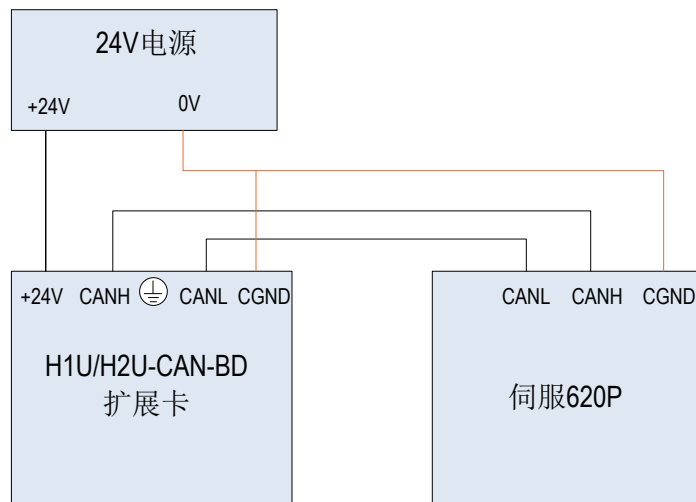 24V电源
+24V 0V
+24V CANH CANL CGND
H1U/H2U-CAN-BD
扩展卡
CANL CANH CGND
伺服620P